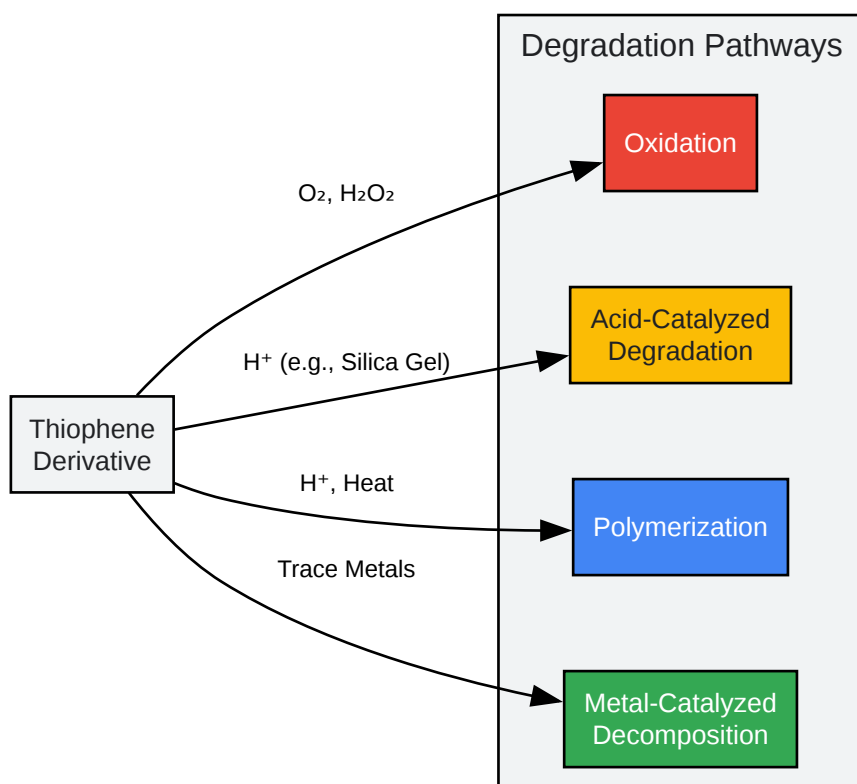 Degradation Pathways
Oxidation
O₂, H₂O₂
Acid-Catalyzed
Degradation
H⁺ (e.g., Silica Gel)
Thiophene
Derivative
H⁺, Heat
Polymerization
Trace Metals
Metal-Catalyzed
Decomposition